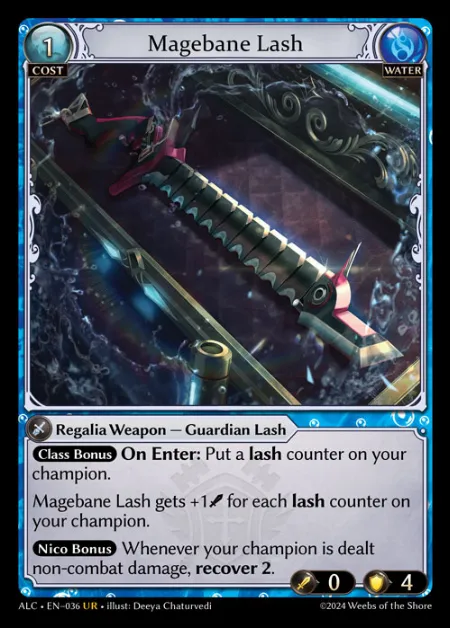 1
Magebane Lash
COST
WATER
Regalia Weapon — Guardian Lash
Class Bonus On Enter: Put a lash counter on your
champion.
Magebane Lash gets +1 for each lash counter on
your champion.
Nico Bonus Whenever your champion is dealt
non-combat damage, recover 2.
0
4
ALC • EN-036 UR • illust: Deeya Chaturvedi
©2024 Weebs of the Shore